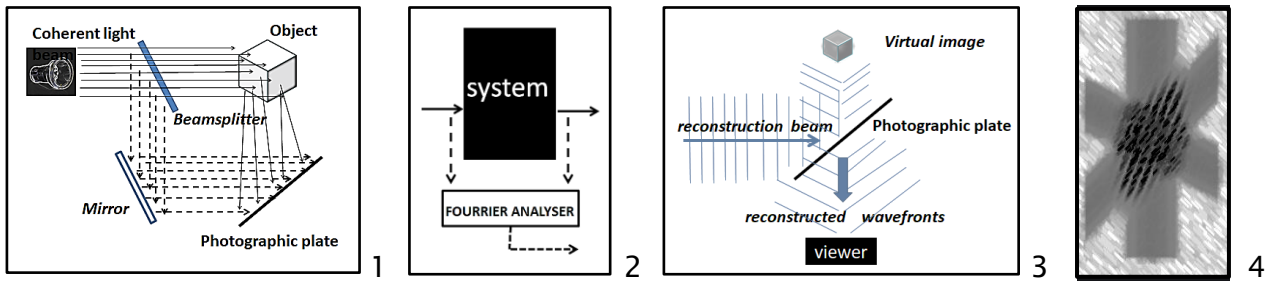 Coherent light
beam
Object
Beamsplitter
Mirror
Photographic plate
1
system
FOURRIER ANALYSER
2
Virtual image
reconstruction beam
Photographic plate
reconstructed wavefronts
viewer
3
4